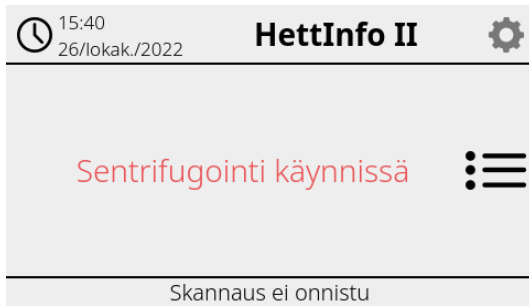 15:40
26/lokak./2022
HettInfo II
Sentrifugointi käynnissä
Skannaus ei onnistu